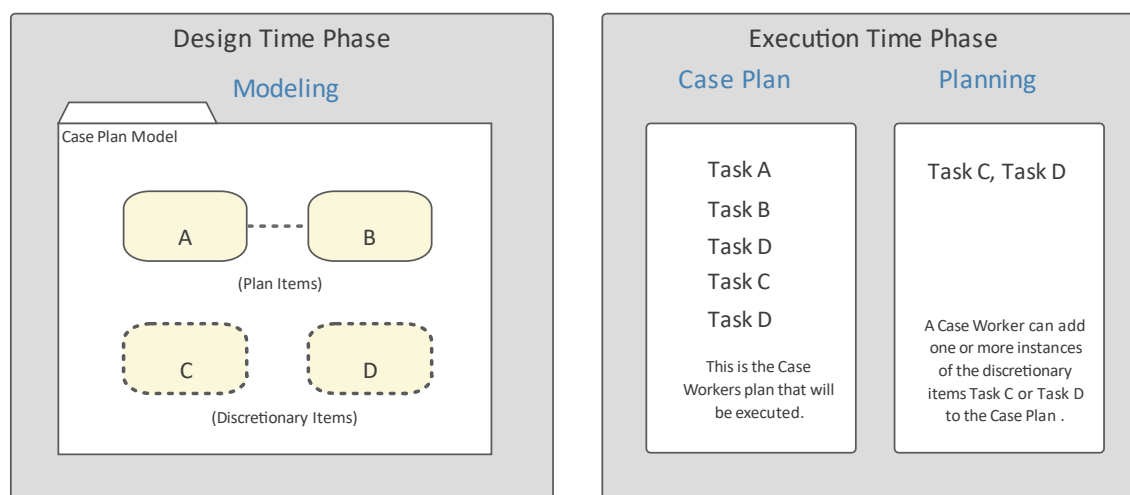 Design Time Phase
Modeling
Case Plan Model
A
B
(Plan Items)
C
D
(Discretionary Items)
Execution Time Phase
Case Plan
Task A
Task B
Task D
Task C
Task D
This is the Case
Workers plan that will
be executed.
Planning
Task C, Task D
A Case Worker can add
one or more instances
of the discretionary
items Task C or Task D
to the Case Plan .